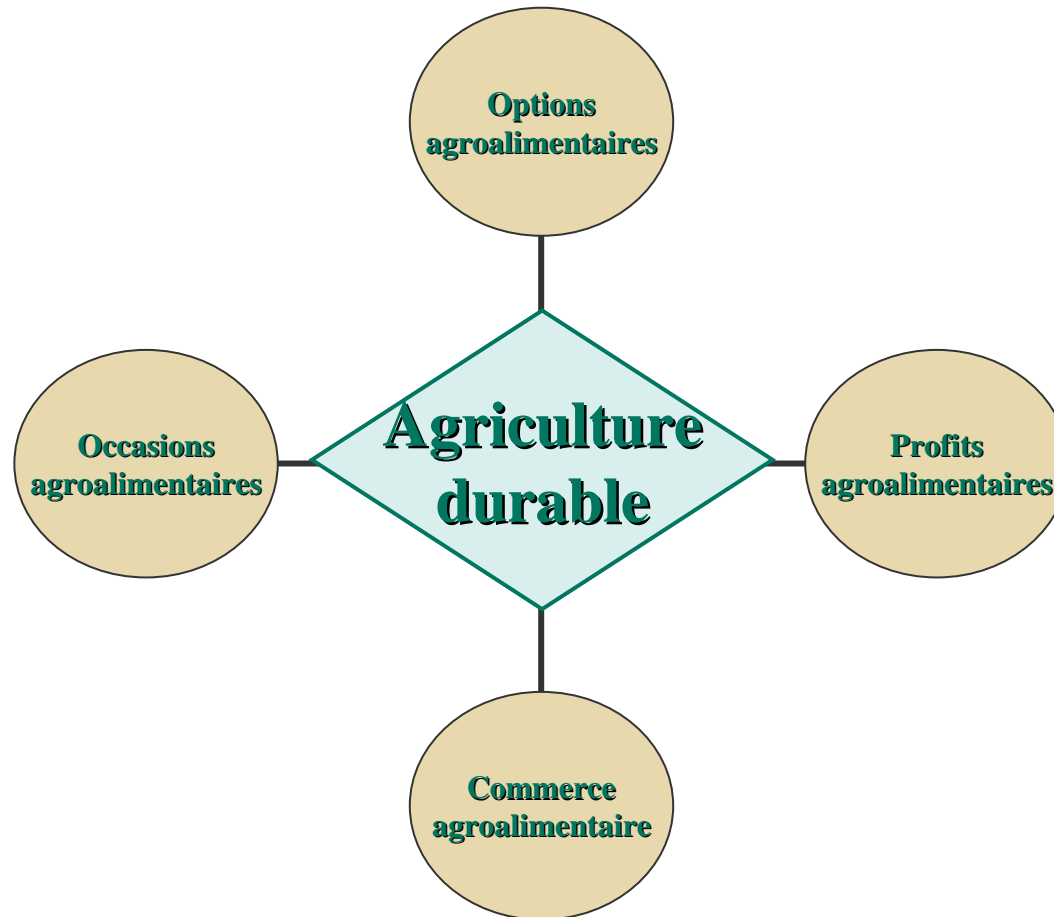 Options
agroalimentaires
Occasions
agroalimentaires
Agriculture
durable
Profits
agroalimentaires
Commerce
agroalimentaire